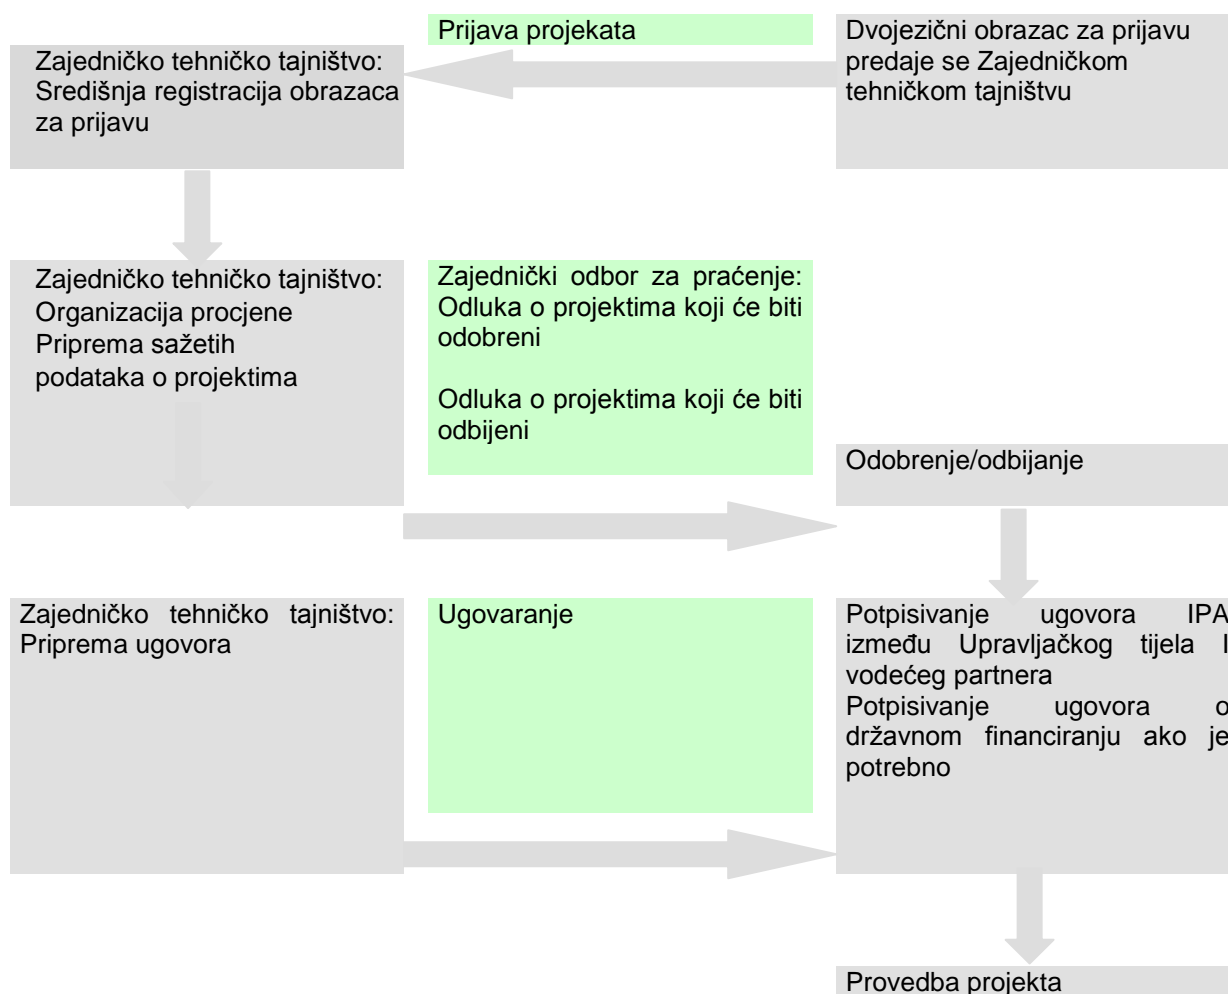 Prijava projekata
Dvojezični obrazac za prijavu
predaje se Zajedničkom
tehničkom tajništvu
Zajedničko tehničko tajništvo:
Središnja registracija obrazaca
za prijavu
Zajedničko tehničko tajništvo:
Organizacija procjene
Priprema sažetih
podataka o projektima
Zajednički odbor za praćenje:
Odluka o projektima koji će biti
odobreni
Odluka o projektima koji će biti
odbijeni
Odobrenje/odbijanje
Zajedničko tehničko tajništvo:
Priprema ugovora
Ugovaranje
Potpisivanje ugovora IPA
između Upravljačkog tijela I
vodećeg partnera
Potpisivanje ugovora o
državnom financiranju ako je
potrebno
Provedba projekta